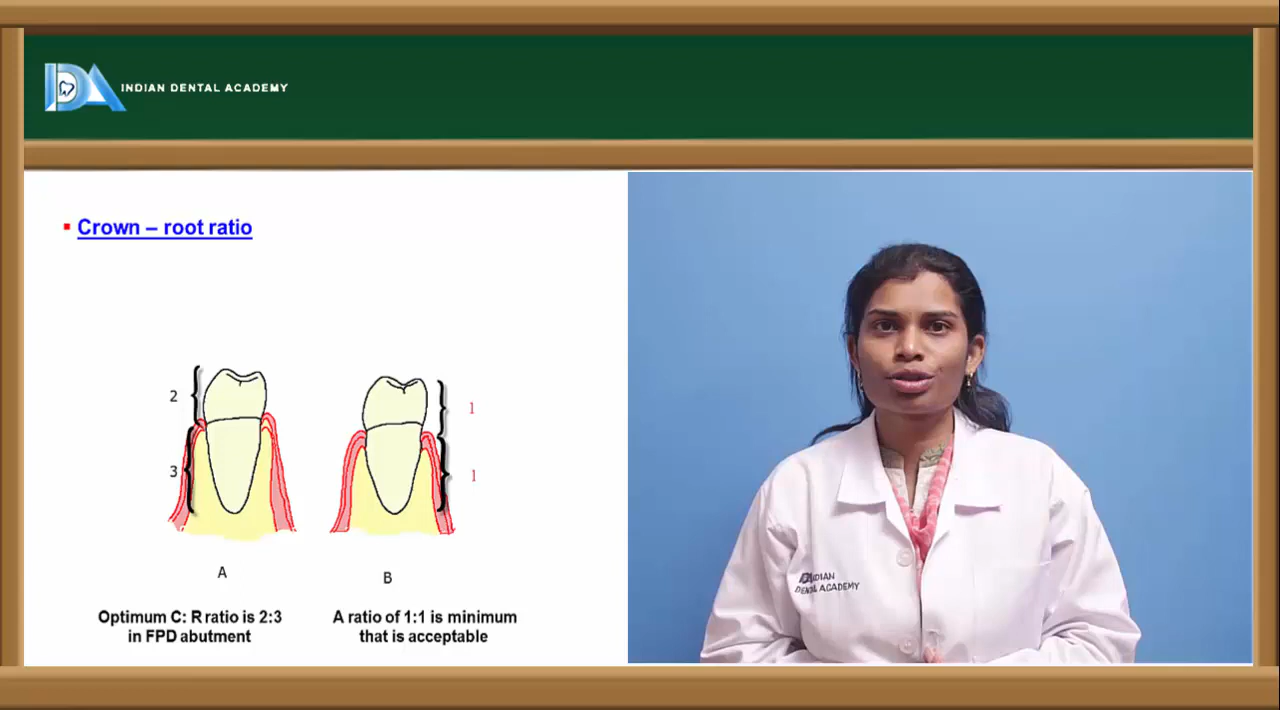 INDIAN DENTAL ACADEMY
Crown – root ratio
2
3
1
1
A
B
Optimum C: R ratio is 2:3
in FPD abutment
A ratio of 1:1 is minimum
that is acceptable
INDIAN
DENTAL ACADEMY